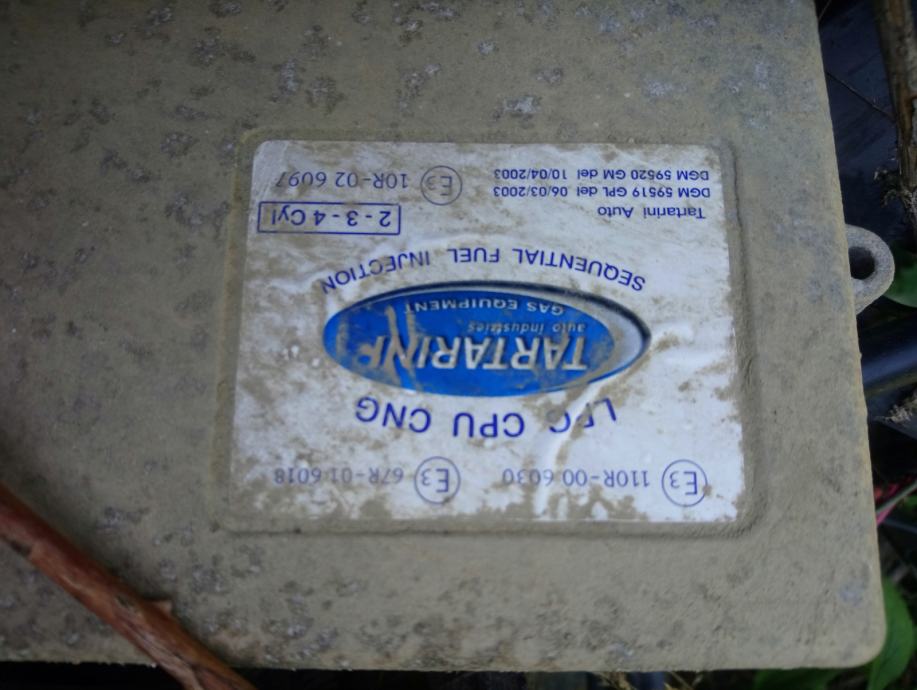 E3 110R-00 6030 E3 67R-01 6018
LPG CPU CNG
TARTARINI
auto industries
GAS EQUIPMENT
SEQUENTIAL FUEL INJECTION
Tartarini Auto
2 - 3 - 4 Cyl
DGM 59519 GPL del 06/03/2003
DGM 59520 GM del 10/04/2003
E3 10R-02 6097